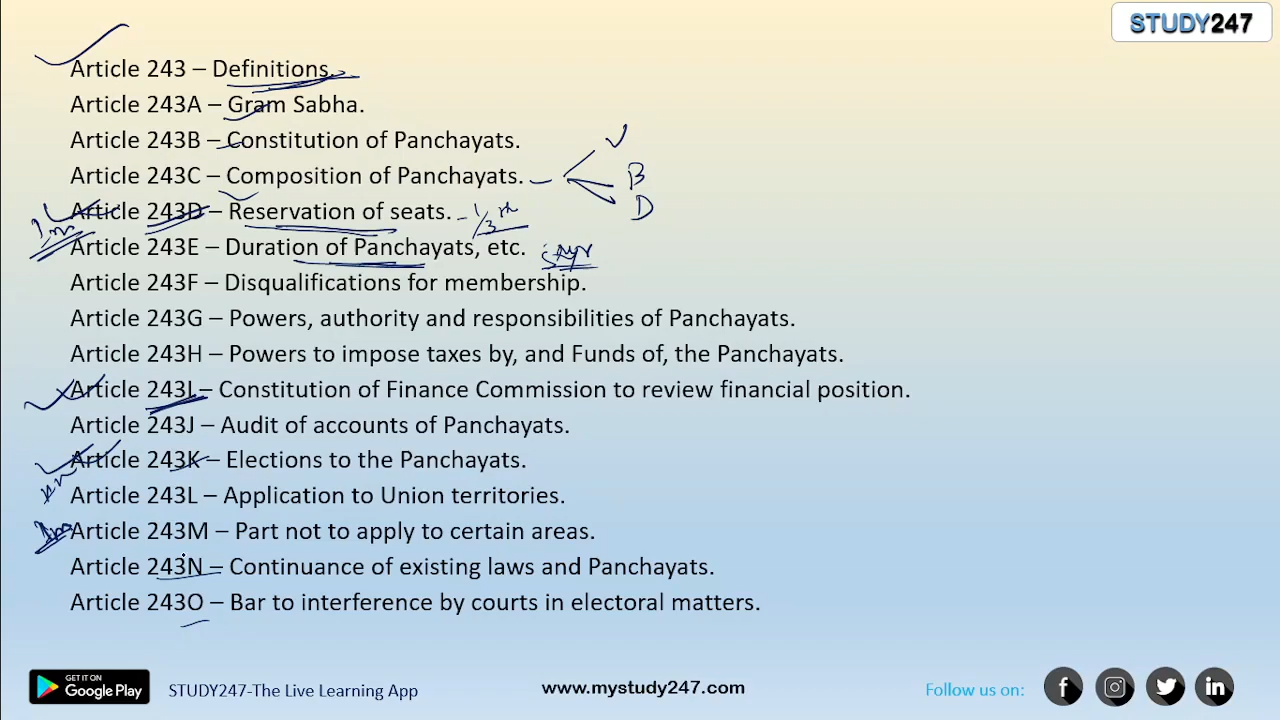 STUDY247
Article 243 – Definitions.
Article 243A – Gram Sabha.
Article 243B – Constitution of Panchayats.
Article 243C – Composition of Panchayats.
B
D
Article 243D – Reservation of seats. 1/3 rd
Im
Article 243E – Duration of Panchayats, etc. 5 yr
Article 243F – Disqualifications for membership.
Article 243G – Powers, authority and responsibilities of Panchayats.
Article 243H – Powers to impose taxes by, and Funds of, the Panchayats.
Article 243I – Constitution of Finance Commission to review financial position.
Article 243J – Audit of accounts of Panchayats.
Article 243K – Elections to the Panchayats.
Article 243L – Application to Union territories.
Im Article 243M – Part not to apply to certain areas.
Article 243N – Continuance of existing laws and Panchayats.
Article 243O – Bar to interference by courts in electoral matters.
GET IT ON
Google Play
STUDY247-The Live Learning App
www.mystudy247.com
Follow us on: